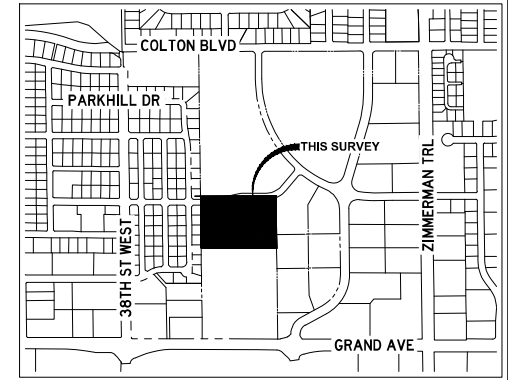 COLTON BLVD
PARKHILL DR
THIS SURVEY
ZIMMERMAN TRL
38TH ST WEST
GRAND AVE